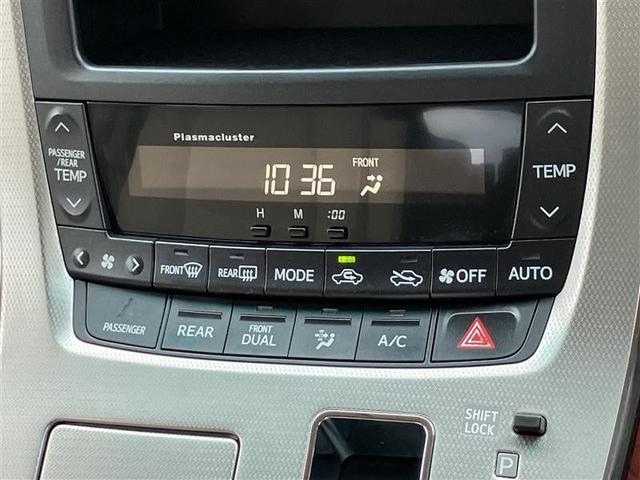 Plasmacluster
10 36
FRONT
PASSENGER
/REAR
TEMP
TEMP
H M :00
FRONT
REAR
MODE
OFF
AUTO
PASSENGER
REAR
FRONT
DUAL
A/C
SHIFT
LOCK
P